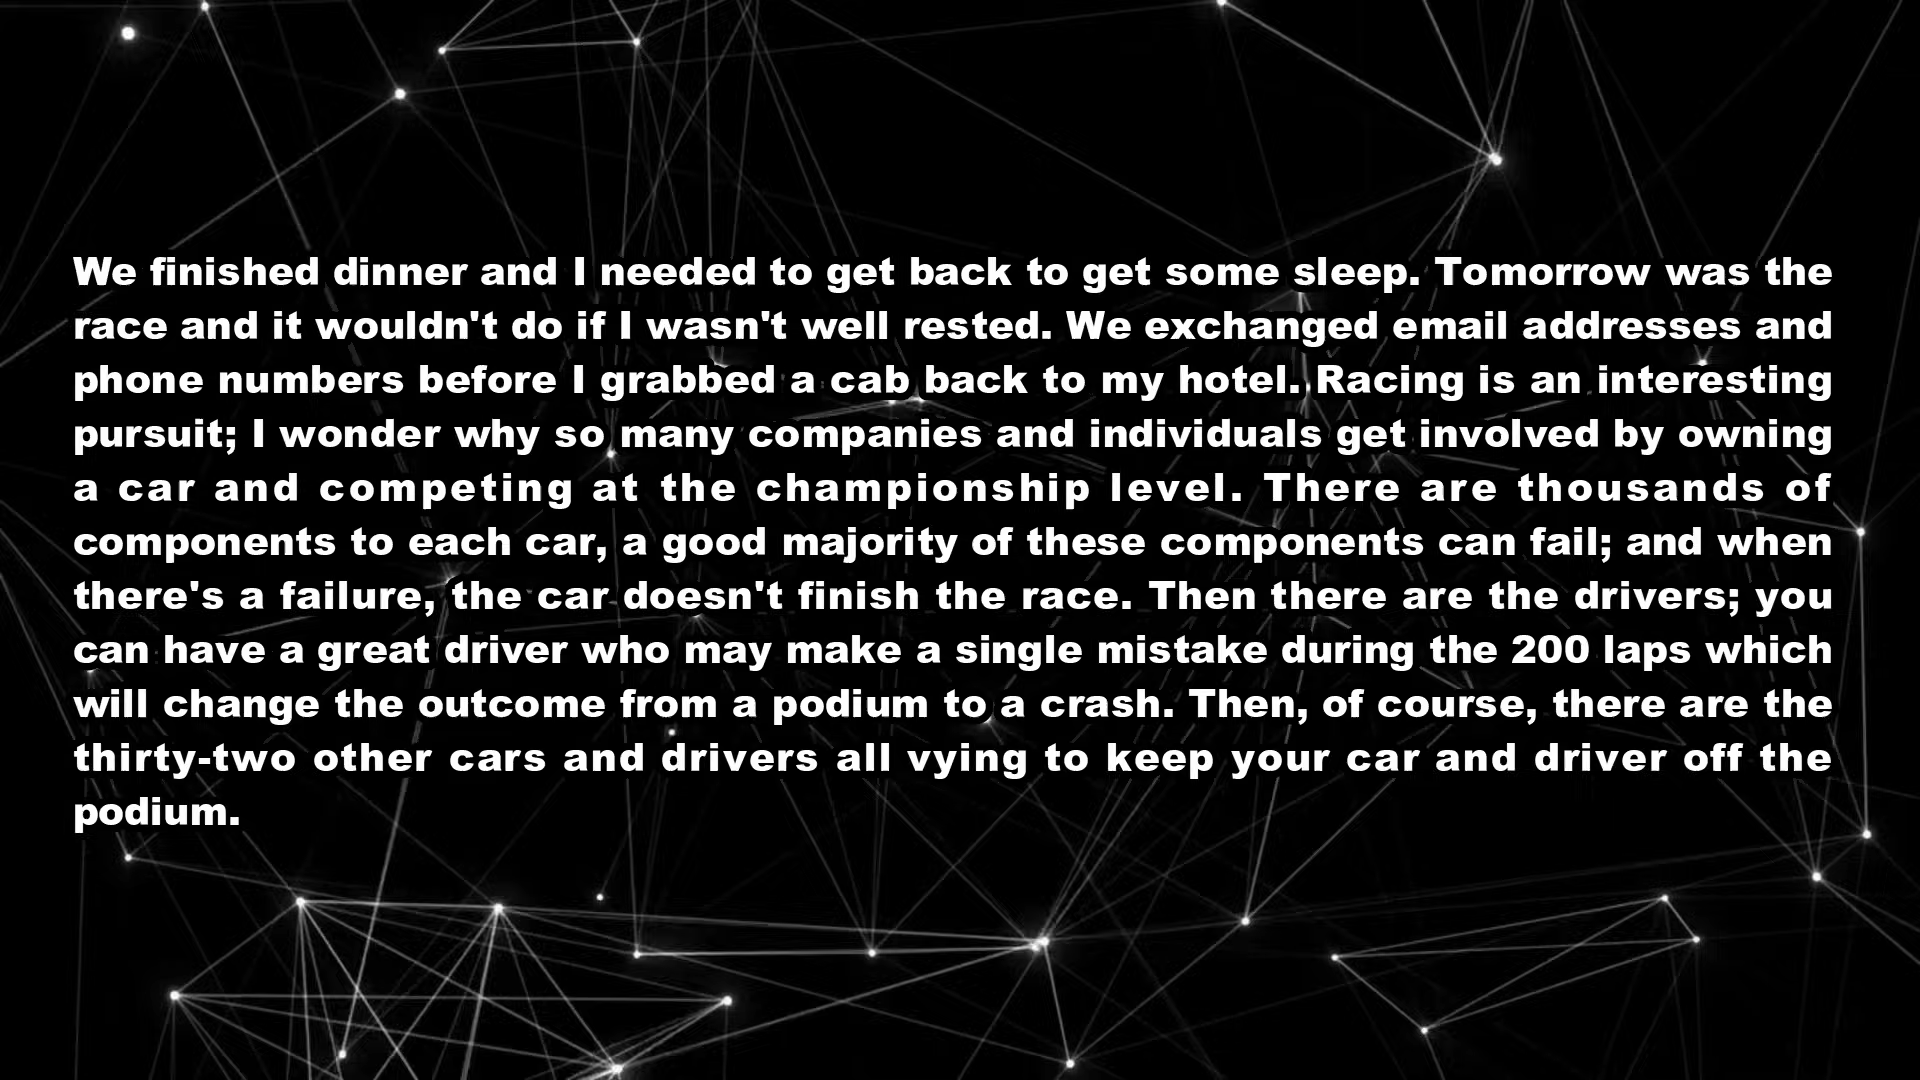 We finished dinner and I needed to get back to get some sleep. Tomorrow was the
race and it wouldn't do if I wasn't well rested. We exchanged email addresses and
phone numbers before I grabbed a cab back to my hotel. Racing is an interesting
pursuit; I wonder why so many companies and individuals get involved by owning
a car and competing at the championship level. There are thousands of
components to each car, a good majority of these components can fail; and when
there's a failure, the car doesn't finish the race. Then there are the drivers; you
can have a great driver who may make a single mistake during the 200 laps which
will change the outcome from a podium to a crash. Then, of course, there are the
thirty-two other cars and drivers all vying to keep your car and driver off the
podium.